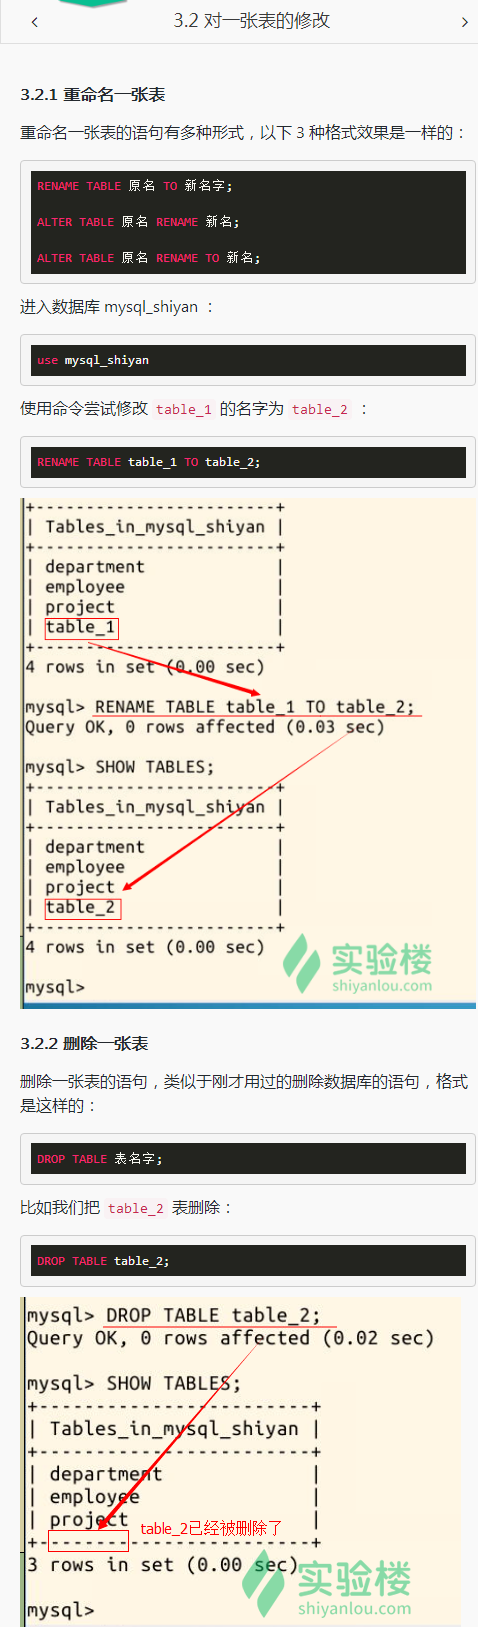 3.2 对一张表的修改
3.2.1 重命名一张表
重命名一张表的语句有多种形式，以下 3 种格式效果是一样的：
RENAME TABLE 原名 TO 新名字;
ALTER TABLE 原名 RENAME 新名;
ALTER TABLE 原名 RENAME TO 新名;
进入数据库 mysql_shiyan ：
use mysql_shiyan
使用命令尝试修改 table_1 的名字为 table_2 ：
RENAME TABLE table_1 TO table_2;
+------------------------+
| Tables_in_mysql_shiyan |
+------------------------+
| department             |
| employee               |
| project                |
| table_1                |
+------------------------+
4 rows in set (0.00 sec)
mysql> RENAME TABLE table_1 TO table_2;
Query OK, 0 rows affected (0.03 sec)
mysql> SHOW TABLES;
+------------------------+
| Tables_in_mysql_shiyan |
+------------------------+
| department             |
| employee               |
| project                |
| table_2                |
+------------------------+
4 rows in set (0.00 sec)
实验楼
shiyanlou.com
mysql>
3.2.2 删除一张表
删除一张表的语句，类似于刚才用过的删除数据库的语句，格式
是这样的：
DROP TABLE 表名字;
比如我们把 table_2 表删除：
DROP TABLE table_2;
mysql> DROP TABLE table_2;
Query OK, 0 rows affected (0.02 sec)
mysql> SHOW TABLES;
+------------------------+
| Tables_in_mysql_shiyan |
+------------------------+
| department             |
| employee               |
| project                |
table_2已经被删除了
+------------------------+
3 rows in set (0.00 sec)
实验楼
shiyanlou.com
mysql>